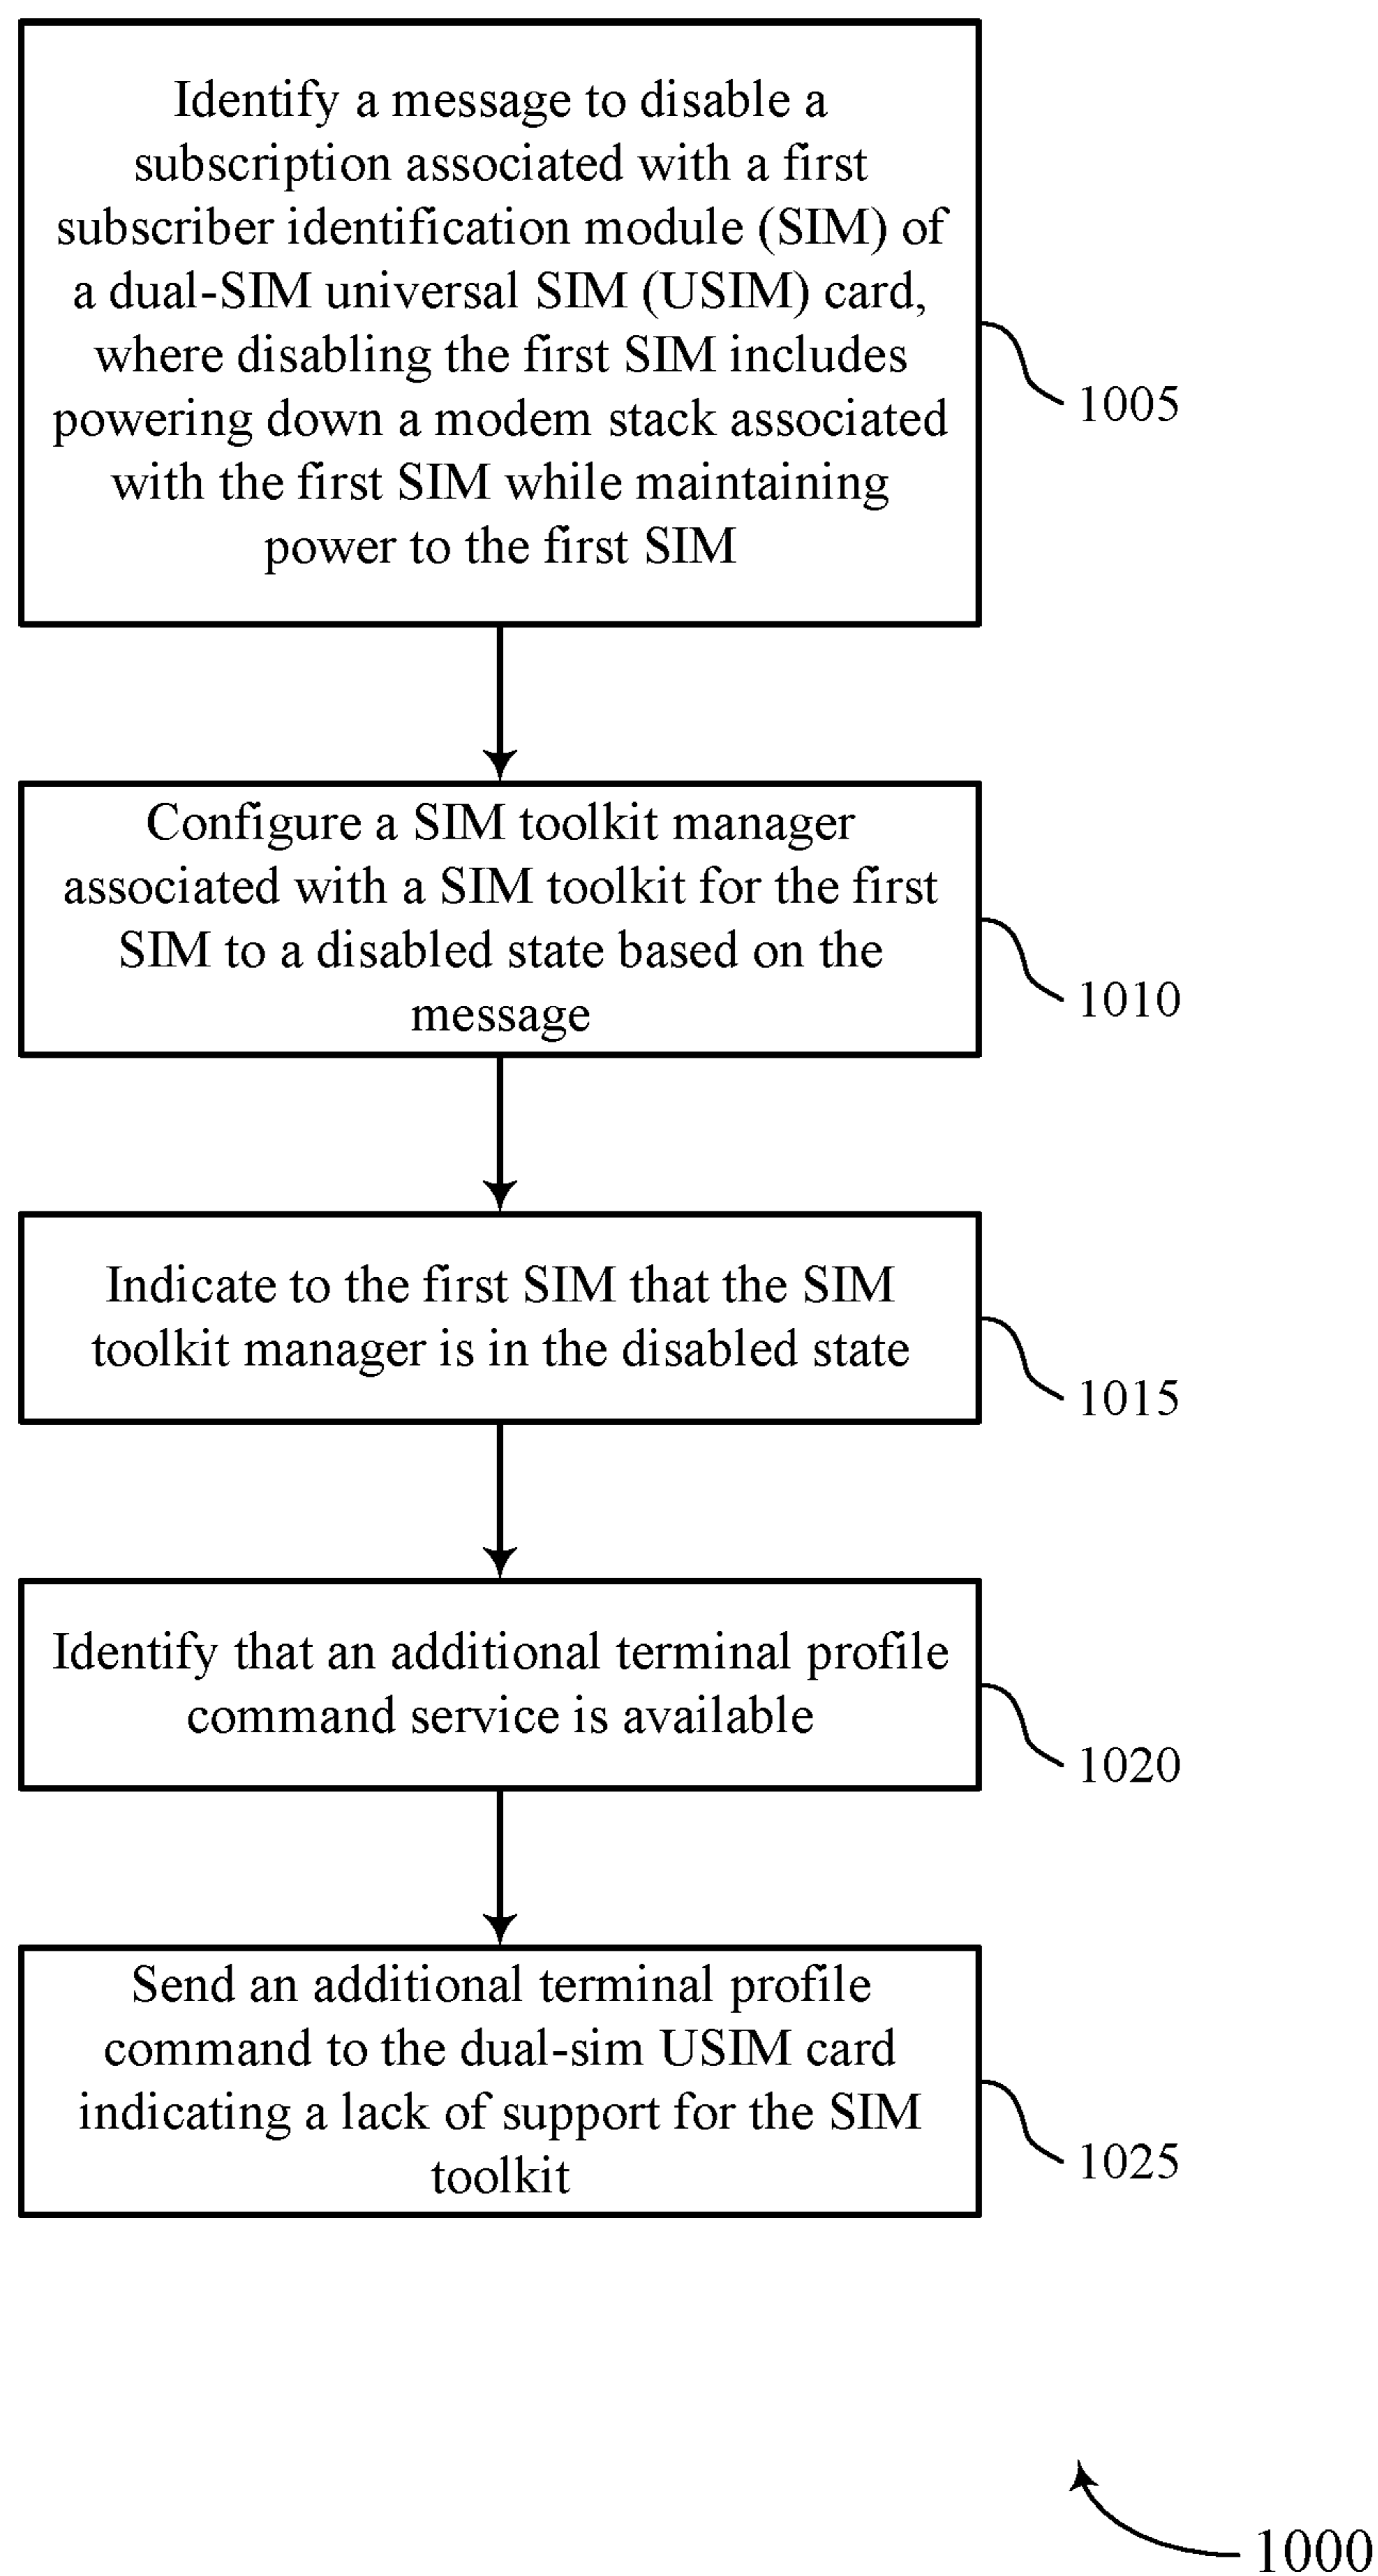 Identify a message to disable a
subscription associated with a first
subscriber identification module (SIM) of
a dual-SIM universal SIM (USIM) card,
where disabling the first SIM includes
powering down a modem stack associated
with the first SIM while maintaining
power to the first SIM
1005
Configure a SIM toolkit manager
associated with a SIM toolkit for the first
SIM to a disabled state based on the
message
1010
Indicate to the first SIM that the SIM
toolkit manager is in the disabled state
1015
Identify that an additional terminal profile
command service is available
1020
Send an additional terminal profile
command to the dual-sim USIM card
indicating a lack of support for the SIM
toolkit
1025
1000